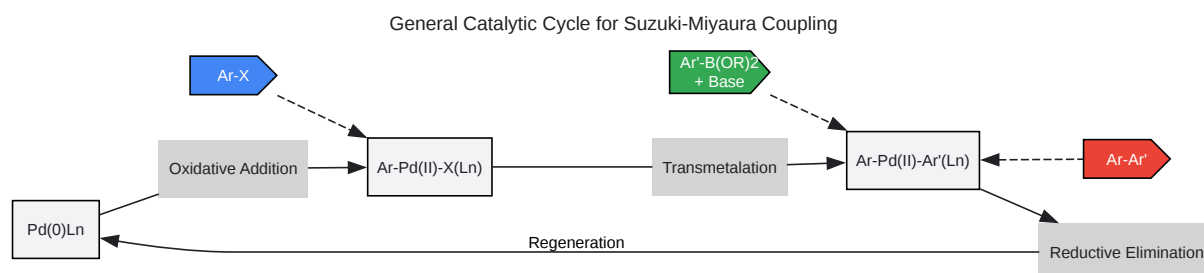 General Catalytic Cycle for Suzuki-Miyaura Coupling
Ar-X
Ar'-B(OR)2
+ Base
Oxidative Addition
Ar-Pd(II)-X(Ln)
Transmetalation
Ar-Pd(II)-Ar'(Ln)
Ar-Ar'
Pd(0)Ln
Regeneration
Reductive Elimination